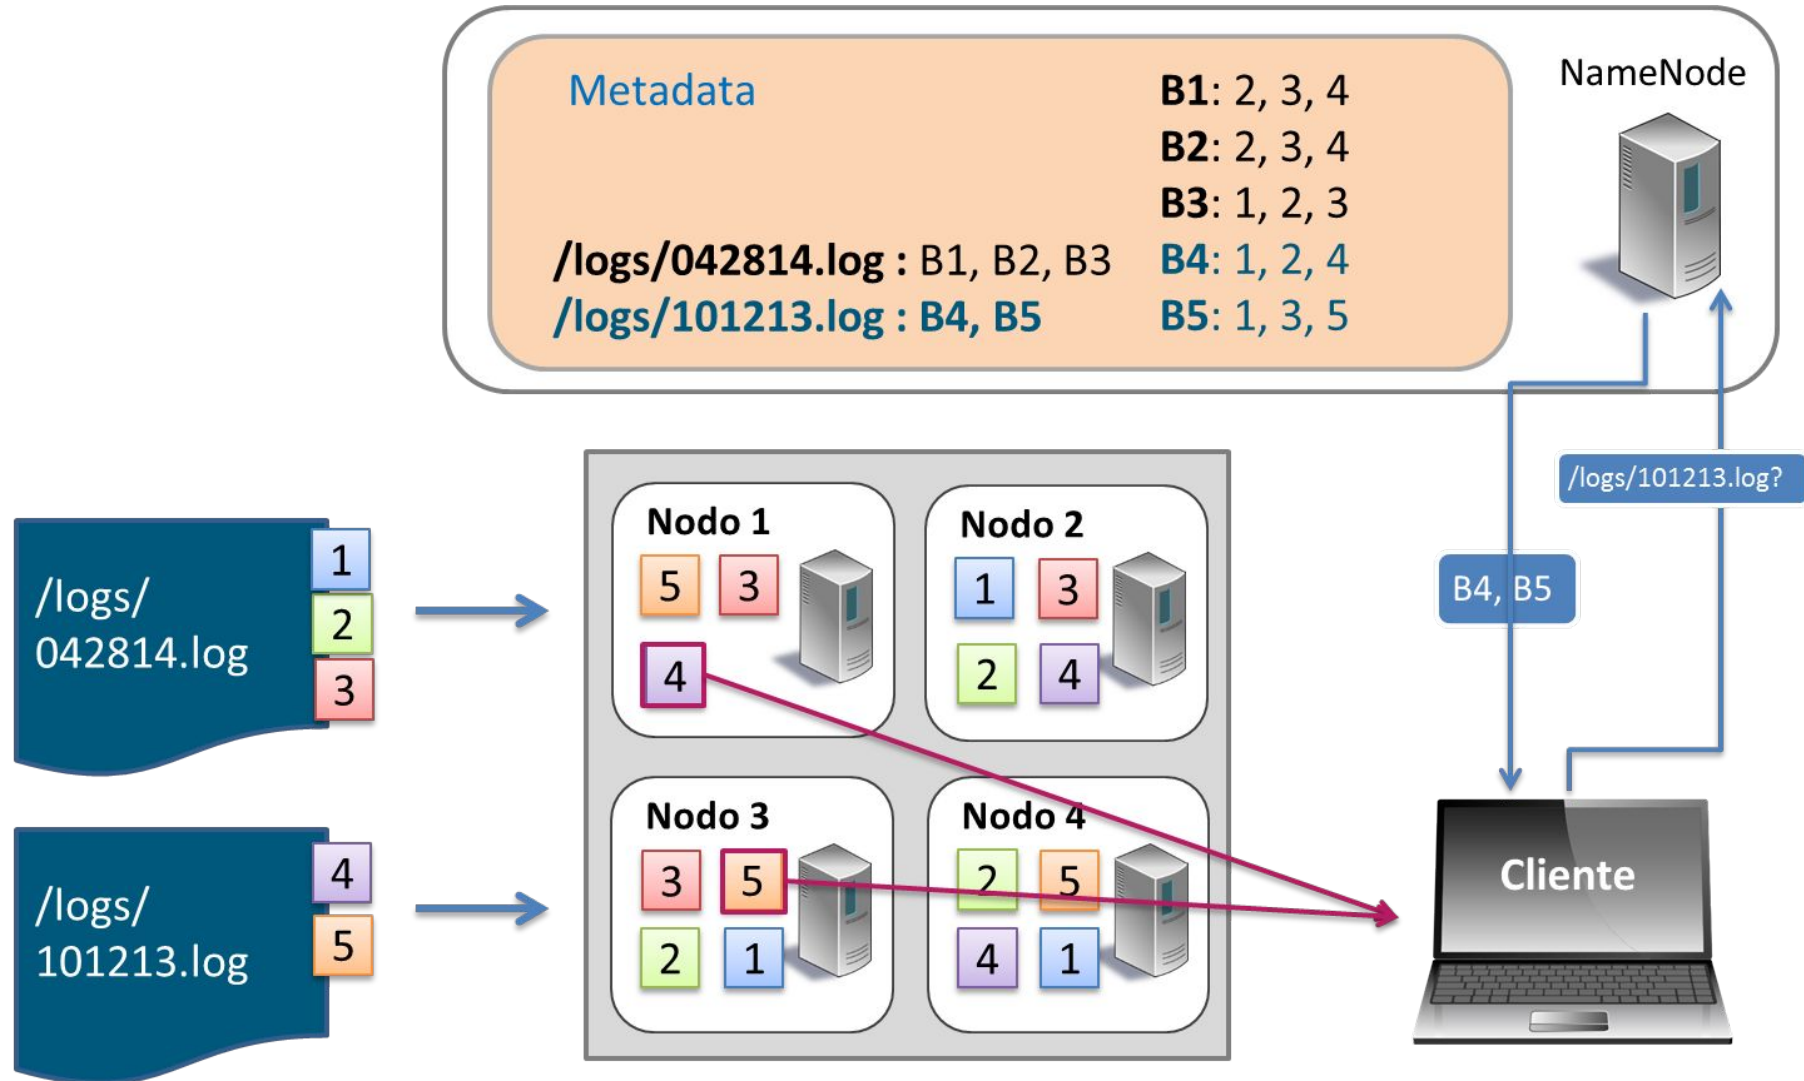 Metadata
NameNode
B1: 2, 3, 4
B2: 2, 3, 4
B3: 1, 2, 3
/logs/042814.log : B1, B2, B3
B4: 1, 2, 4
/logs/101213.log : B4, B5
B5: 1, 3, 5
/logs/101213.log?
B4, B5
/logs/
042814.log
1
2
3
/logs/
101213.log
4
5
Nodo 1
5 3
4
Nodo 2
1 3
2 4
Nodo 3
3 5
2 1
Nodo 4
2 5
4 1
Cliente